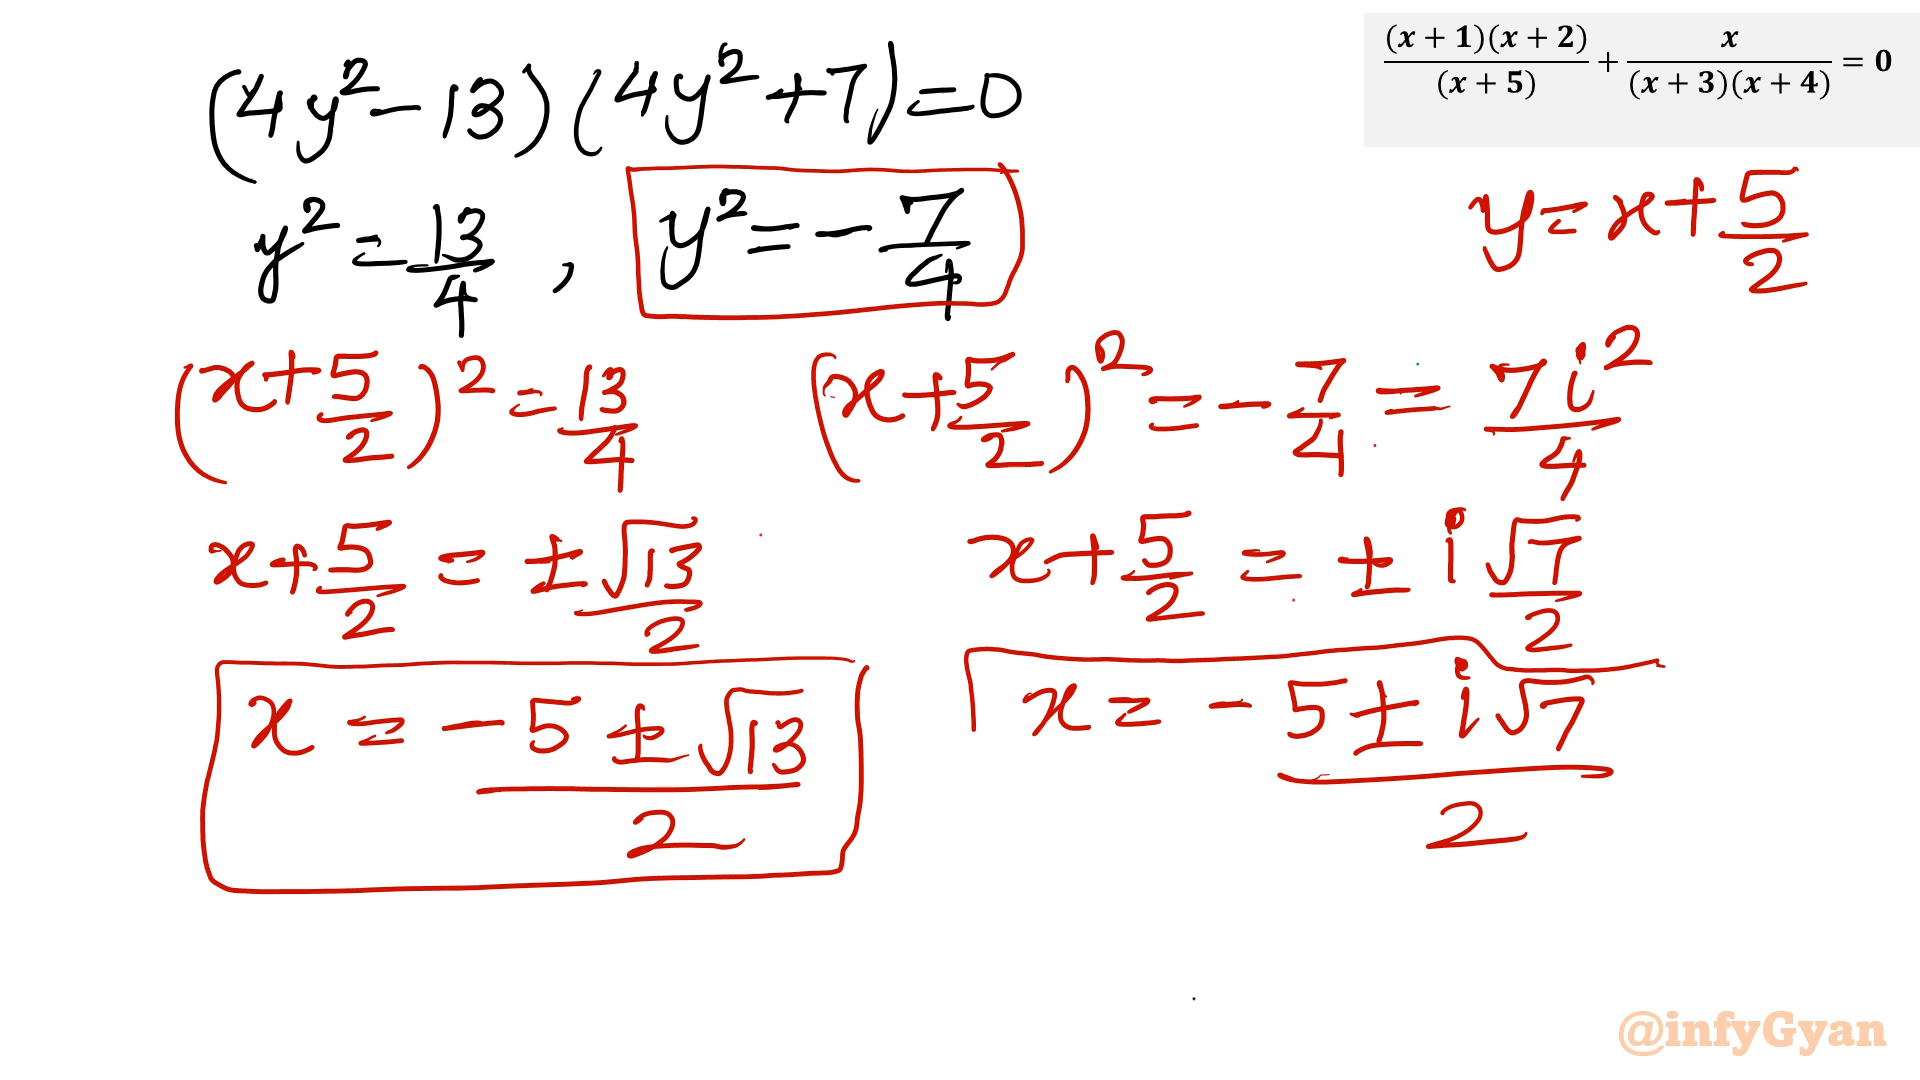 (4y²-13)(4y²+7)=0
(x+1)(x+2)/(x+5) + x/((x+3)(x+4)) = 0
y² = 13/4 , y² = -7/4
y = x + 5/2
(x+5/2)² = 13/4
(x+5/2)² = -7/4 = 7i²/4
x+5/2 = ±√13/2
x+5/2 = ± i √7/2
x = -5±√13/2
x = -5±i√7/2
@infyGyan